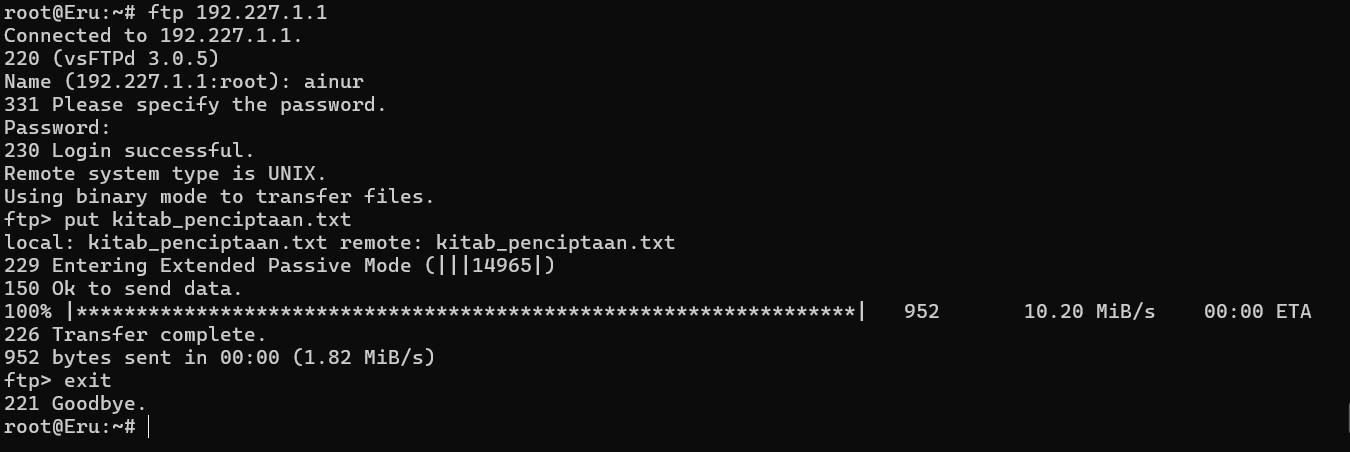 root@Eru:~# ftp 192.227.1.1
Connected to 192.227.1.1.
220 (vsFTPd 3.0.5)
Name (192.227.1.1:root): ainur
331 Please specify the password.
Password:
230 Login successful.
Remote system type is UNIX.
Using binary mode to transfer files.
ftp> put kitab_penciptaan.txt
local: kitab_penciptaan.txt remote: kitab_penciptaan.txt
229 Entering Extended Passive Mode (|||14965|)
150 Ok to send data.
100% |*****************************************************************|   952       10.20 MiB/s    00:00 ETA
226 Transfer complete.
952 bytes sent in 00:00 (1.82 MiB/s)
ftp> exit
221 Goodbye.
root@Eru:~#